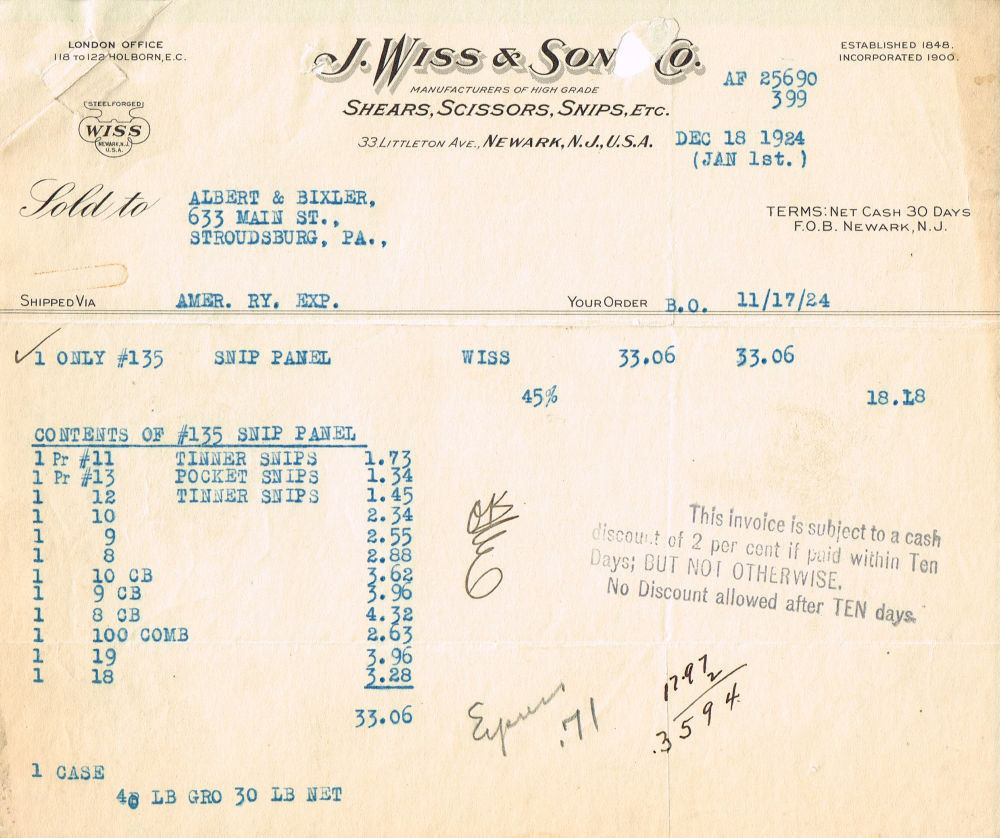 LONDON OFFICE
118 TO 122 HOLBORN, E.C.
STEELFORGED
WISS
NEWARK.N.J.
U.S.A.
J. WISS & SON CO.
MANUFACTURERS OF HIGH GRADE
SHEARS, SCISSORS, SNIPS, ETC.
33 LITTLETON AVE., NEWARK, N.J., U.S.A.
ESTABLISHED 1848.
INCORPORATED 1900.
AF 25690
399
DEC 18 1924
(JAN 1st.)
Sold to
ALBERT & BIXLER,
633 MAIN ST.,
STROUDSBURG, PA.,
TERMS: NET CASH 30 DAYS
F.O.B. NEWARK, N.J.
SHIPPED VIA AMER. RY. EXP. YOUR ORDER B.O. 11/17/24
1 ONLY #135 SNIP PANEL WISS 33.06 33.06
45% 18.18
CONTENTS OF #135 SNIP PANEL
1 Pr #11 TINNER SNIPS 1.73
1 Pr #13 POCKET SNIPS 1.34
1 12 TINNER SNIPS 1.45
1 10 2.34
1 9 2.55
1 8 2.88
1 10 CB 3.62
1 9 CB 3.96
1 8 CB 4.32
1 100 COMB 2.63
1 19 3.96
1 18 3.28
33.06
OK
This invoice is subject to a cash
discount of 2 per cent if paid within Ten
Days; BUT NOT OTHERWISE.
No Discount allowed after TEN days.
Express .71
17.97
2
.3594
1 CASE
LB GRO 30 LB NET